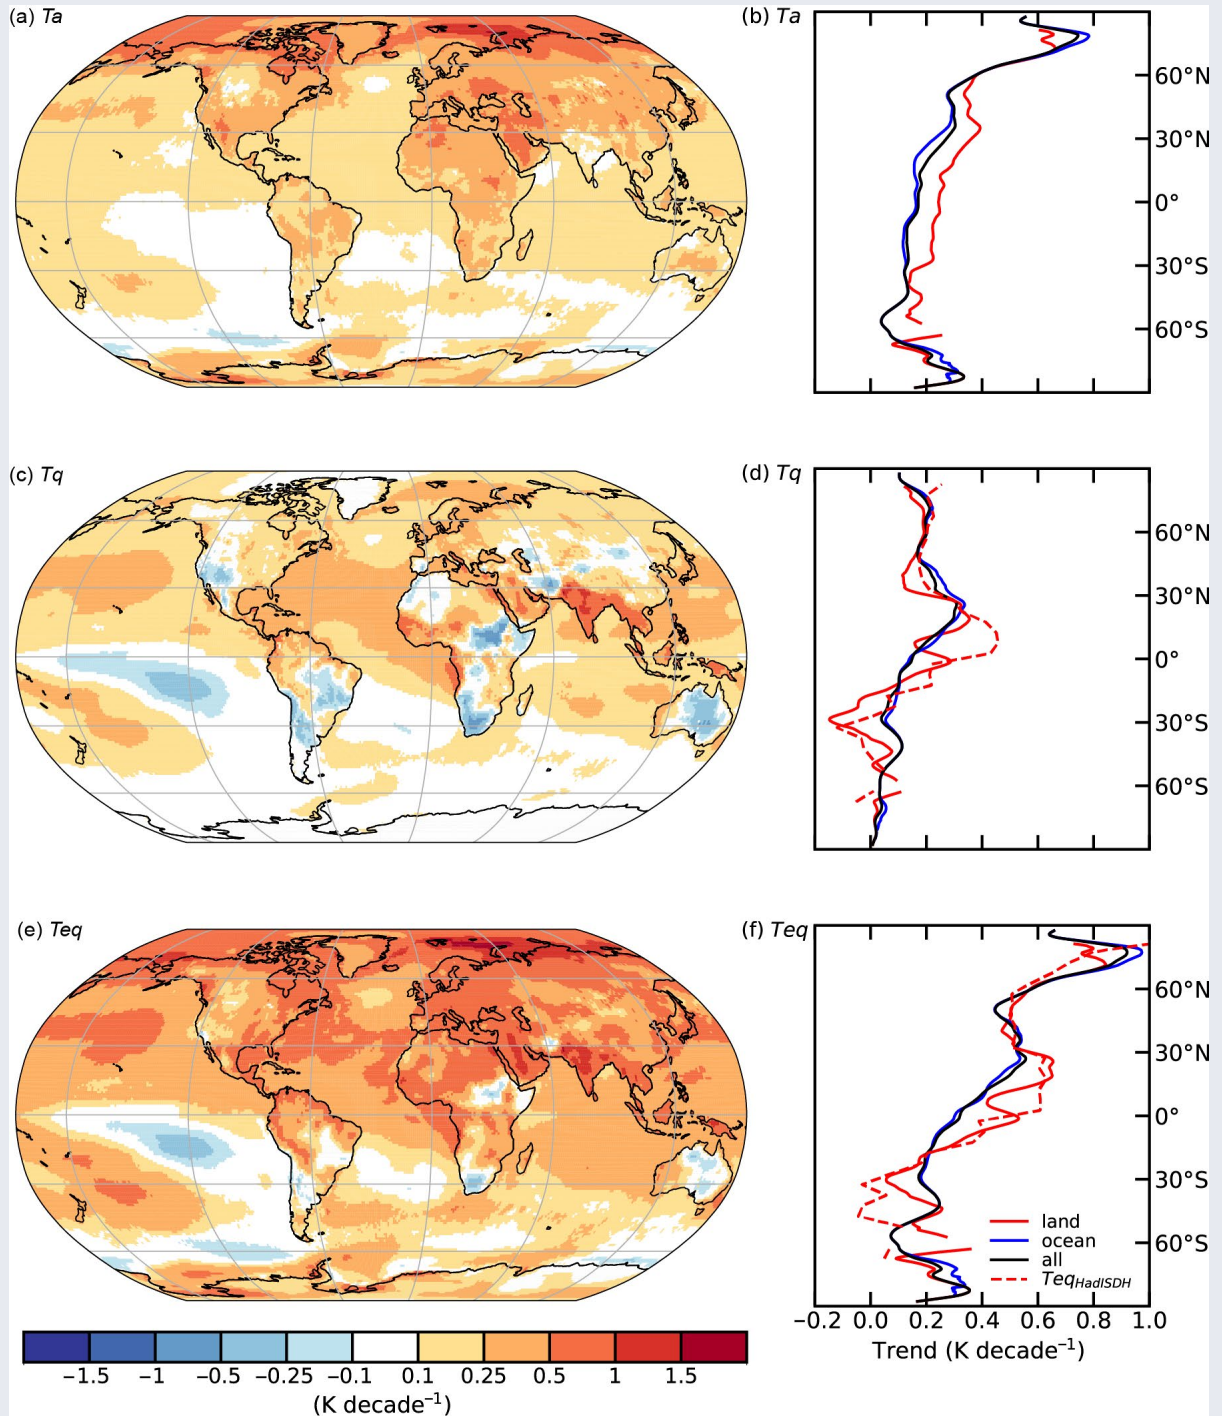 (a) Ta
(b) Ta
60°N
30°N
0°
30°S
60°S
(c) Tq
(d) Tq
60°N
30°N
0°
30°S
60°S
(e) Teq
(f) Teq
60°N
30°N
0°
30°S
60°S
land
ocean
all
TeqHadISDH
−0.2 0.0 0.2 0.4 0.6 0.8 1.0
Trend (K decade⁻¹)
−1.5 −1 −0.5 −0.25 −0.1 0.1 0.25 0.5 1 1.5
(K decade⁻¹)